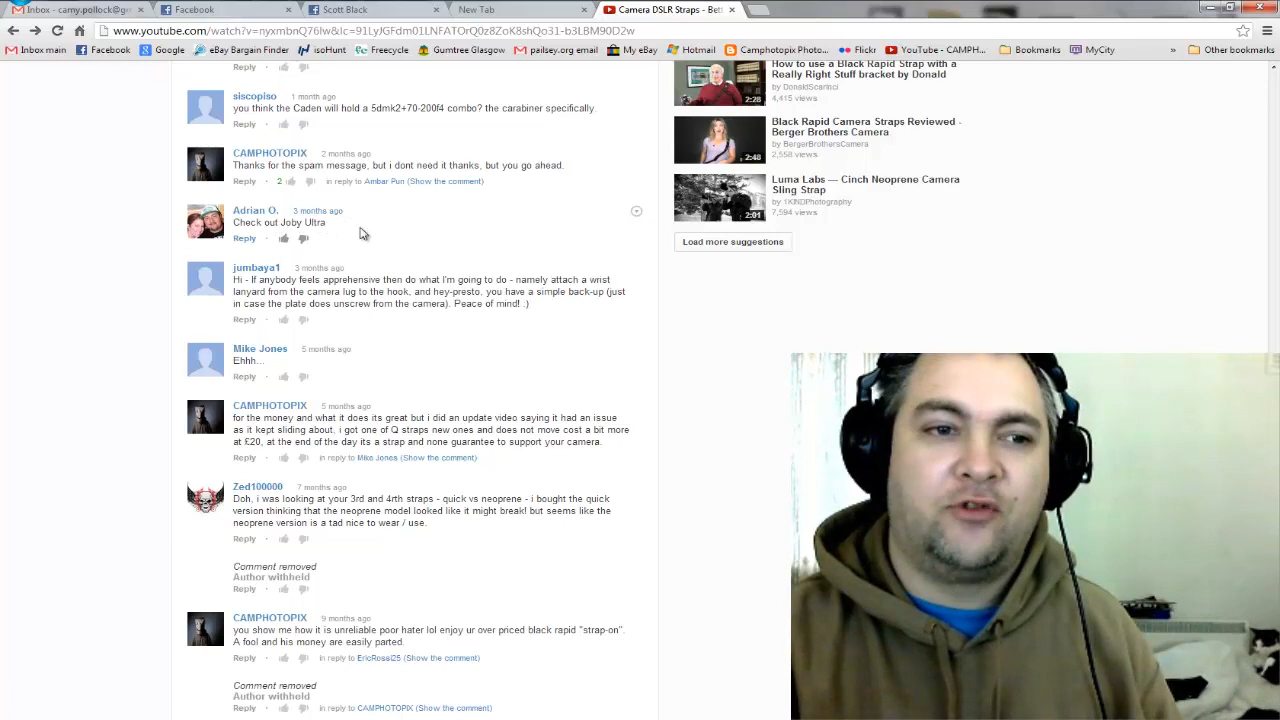 Inbox - camy.pollock@gm
Facebook
Scott Black
New Tab
Camera DSLR Straps - Bet
www.youtube.com/watch?v=
Inbox main
Facebook
Google
eBay Bargain Finder
isoHunt
Freecycle
Gumtree Glasgow
paisley.org email
My eBay
Hotmail
Camphotopix Photo...
Flickr
YouTube - CAMPH...
Bookmarks
MyCity
»
Other bookmarks
Reply ·
siscopiso 1 month ago
you think the Caden will hold a 5dmk2+70-200f4 combo? the carabiner specifically.
Reply ·
CAMPHOTOPIX 2 months ago
Thanks for the spam message, but i dont need it thanks, but you go ahead.
Reply · 2 in reply to Ambar Pun (Show the comment)
Adrian O. 3 months ago
Check out Joby Ultra
Reply ·
jumbaya1 3 months ago
Hi - If anybody feels apprehensive then do what I'm going to do - namely attach a wrist
lanyard from the camera lug to the hook, and hey-presto, you have a simple back-up (just
in case the plate does unscrew from the camera). Peace of mind! :)
Reply ·
Mike Jones 5 months ago
Ehhh...
Reply ·
CAMPHOTOPIX 5 months ago
for the money and what it does its great but i did an update video saying it had an issue
as it kept sliding about. i got one of Q straps new ones and does not move cost a bit more
at £20, at the end of the day its a strap and none guarantee to support your camera.
Reply · in reply to Mike Jones (Show the comment)
Zed100000 7 months ago
Doh, i was looking at your 3rd and 4rth straps - quick vs neoprene - i bought the quick
version thinking that the neoprene model looked like it might break! but seems like the
neoprene version is a tad nice to wear / use.
Reply ·
Comment removed
Author withheld
Reply ·
CAMPHOTOPIX 9 months ago
you show me how it is unreliable poor hater lol enjoy ur over priced black rapid "strap-on".
A fool and his money are easily parted.
Reply · in reply to EricRossi25 (Show the comment)
Comment removed
Author withheld
Reply · in reply to CAMPHOTOPIX (Show the comment)
How to use a Black Rapid Strap with a
Really Right Stuff bracket by Donald
by DonaldScarinci
4,415 views
2:28
Black Rapid Camera Straps Reviewed -
Berger Brothers Camera
by BergerBrothersCamera
2,558 views
2:48
Luma Labs — Cinch Neoprene Camera
Sling Strap
by 1KINDPhotography
7,594 views
2:01
Load more suggestions